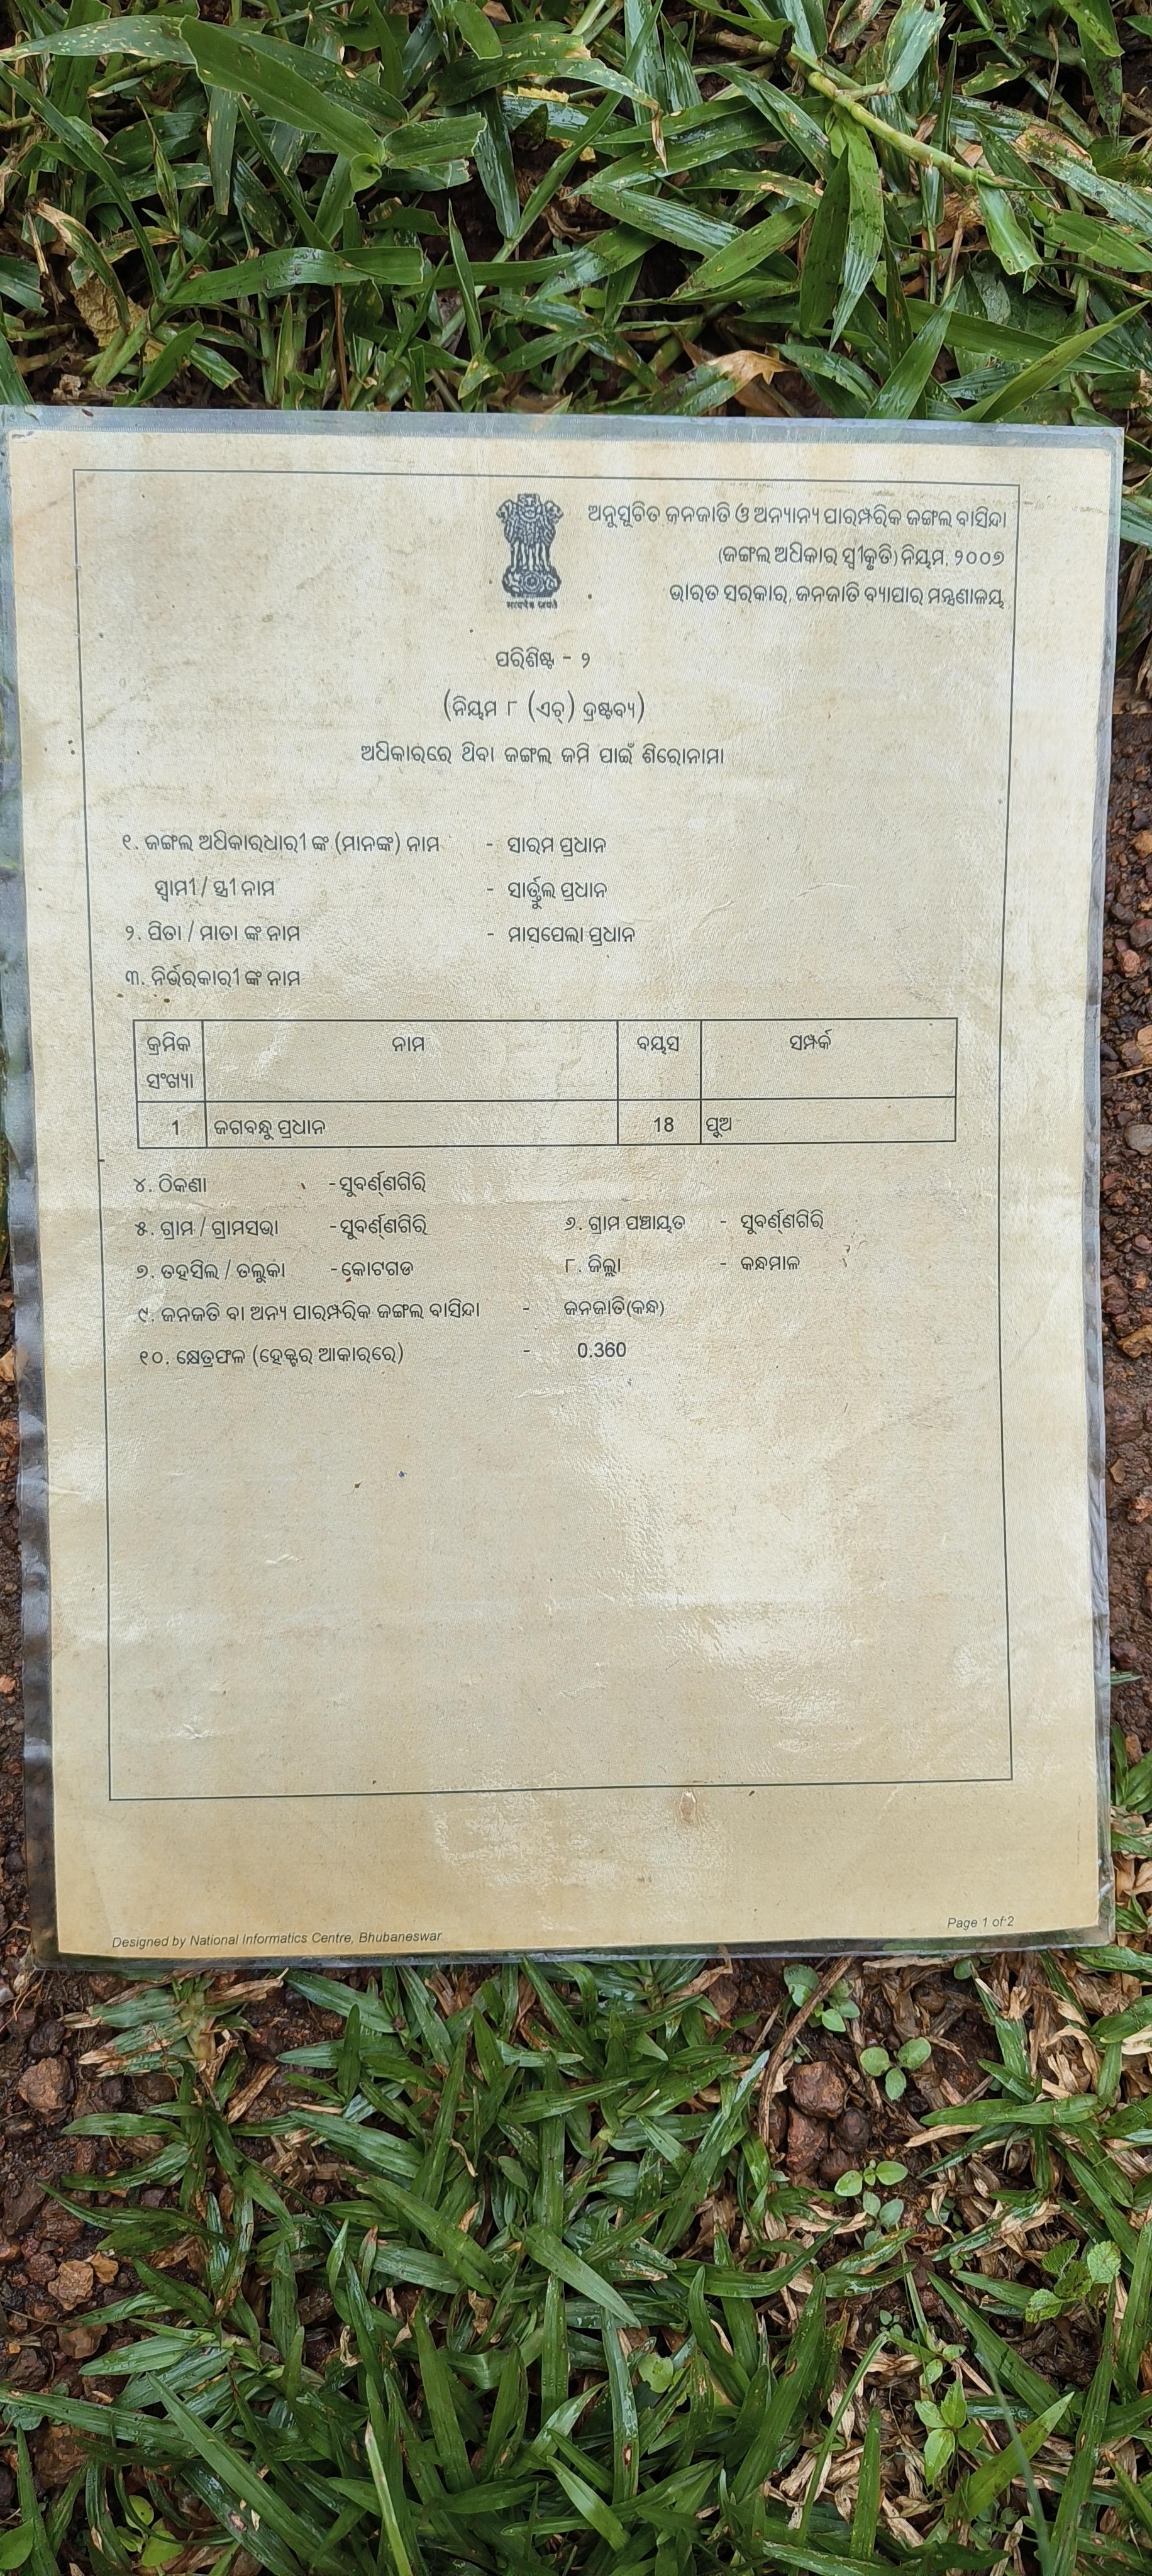 ଅନୁସୂଚିତ ଜନଜାତି ଓ ଅନ୍ୟାନ୍ୟ ପାରମ୍ପରିକ ଜଙ୍ଗଲ ବାସିନ୍ଦା
(ଜଙ୍ଗଲ ଅଧିକାର ସ୍ୱୀକୃତି) ନିୟମ, ୨୦୦୭
ଭାରତ ସରକାର, ଜନଜାତି ବ୍ୟାପାର ମନ୍ତ୍ରଣାଳୟ
सत्यमेव जयते
ପରିଶିଷ୍ଟ - ୨
(ନିୟମ ୮ (ଏଚ୍) ଦ୍ରଷ୍ଟବ୍ୟ)
ଅଧିକାରରେ ଥିବା ଜଙ୍ଗଲ ଜମି ପାଇଁ ଶିରୋନାମା
୧. ଜଙ୍ଗଲ ଅଧିକାରଧାରୀ ଙ୍କ (ମାନଙ୍କ) ନାମ - ସାରମ ପ୍ରଧାନ
ସ୍ୱାମୀ / ସ୍ତ୍ରୀ ନାମ - ପ୍ରଧାନ
୨. ପିତା / ମାତା ଙ୍କ ନାମ - ମାସପେଲା ପ୍ରଧାନ
୩. ନିର୍ଭରକାରୀ ଙ୍କ ନାମ
କ୍ରମିକ ସଂଖ୍ୟା ନାମ ବୟସ ସମ୍ପର୍କ
1 ଜଗବନ୍ଧୁ ପ୍ରଧାନ 18 ପୁଅ
୪. ଠିକଣା - ସୁବର୍ଣ୍ଣଗିରି
୫. ଗ୍ରାମ / ଗ୍ରାମସଭା - ସୁବର୍ଣ୍ଣଗିରି ୬. ଗ୍ରାମ ପଞ୍ଚାୟତ - ସୁବର୍ଣ୍ଣଗିରି
୭. ତହସିଲ / ତଲୁକା - କୋଟଗଡ ୮. ଜିଲ୍ଲା - କନ୍ଧମାଳ
୯. ଜନଜତି ବା ଅନ୍ୟ ପାରମ୍ପରିକ ଜଙ୍ଗଲ ବାସିନ୍ଦା - ଜନଜାତି(କନ୍ଧ)
୧୦. କ୍ଷେତ୍ରଫଳ (ହେକ୍ଟର ଆକାରରେ) - 0.360
Designed by National Informatics Centre, Bhubaneswar Page 1 of 2